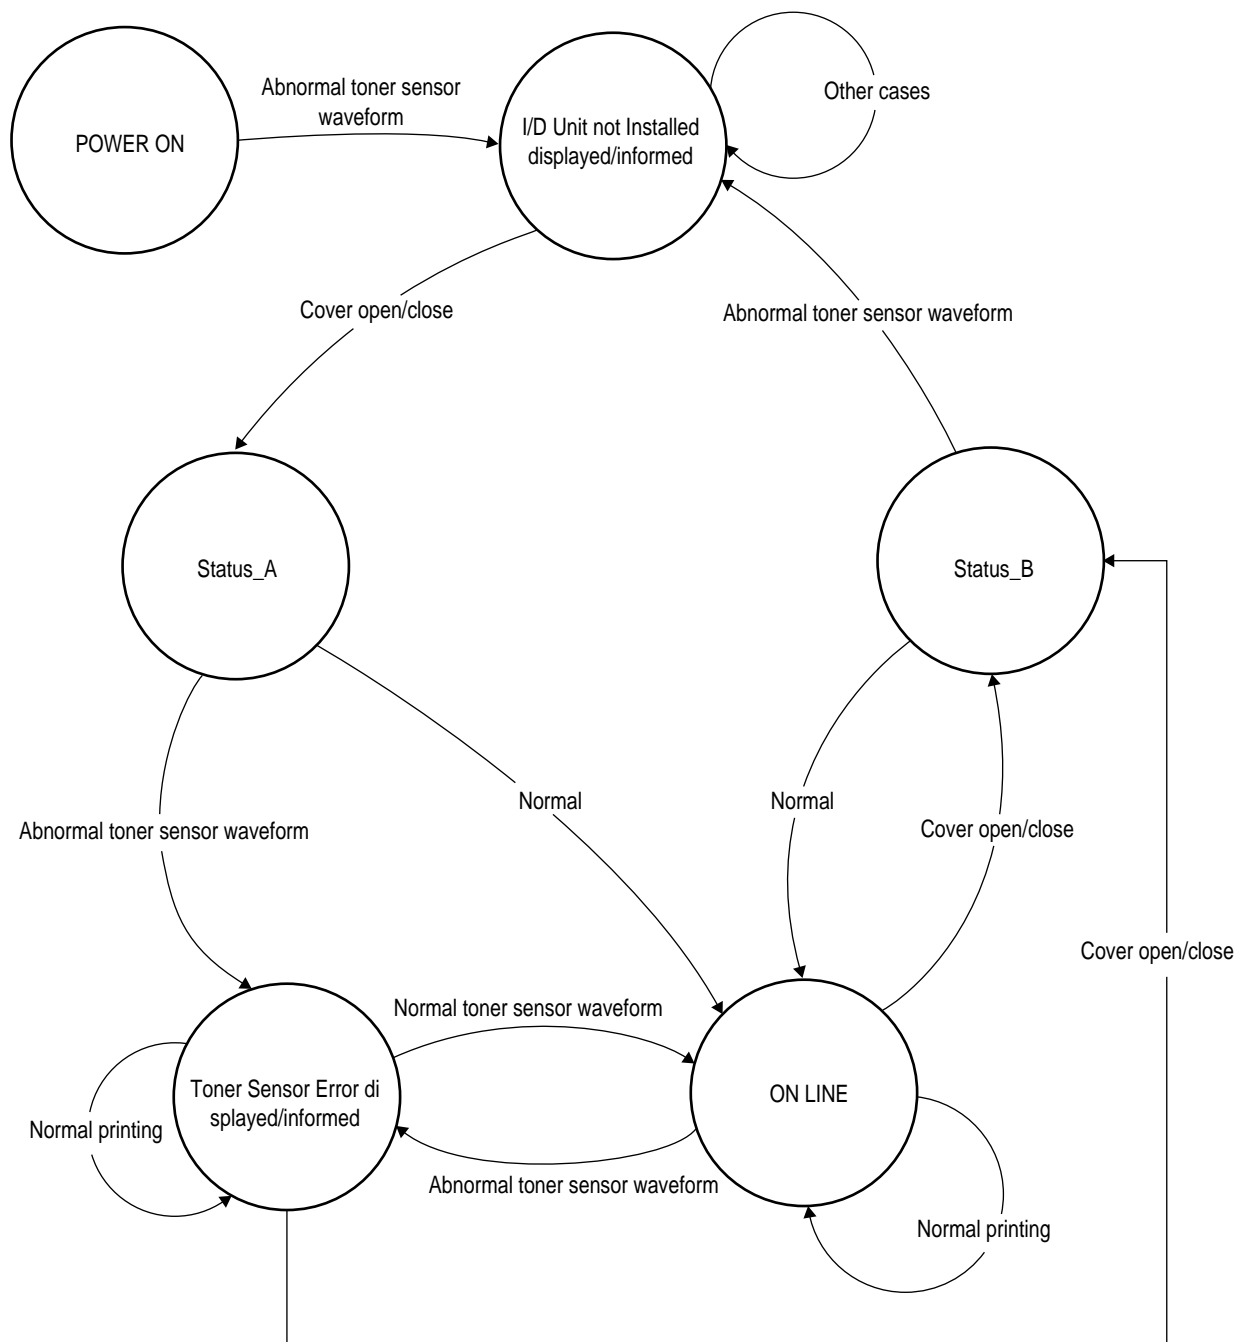 Abnormal toner sensor
waveform
POWER ON
I/D Unit not Installed
displayed/informed
Other cases
Cover open/close
Abnormal toner sensor waveform
Status_A
Status_B
Normal
Normal
Abnormal toner sensor waveform
Cover open/close
Cover open/close
Normal toner sensor waveform
Toner Sensor Error di
splayed/informed
ON LINE
Normal printing
Abnormal toner sensor waveform
Normal printing